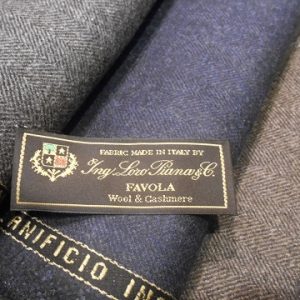 FABRIC MADE IN ITALY BY
Ing. Loro Piana & C.
FAVOLA
Wool & Cashmere
ANIFICIO IN